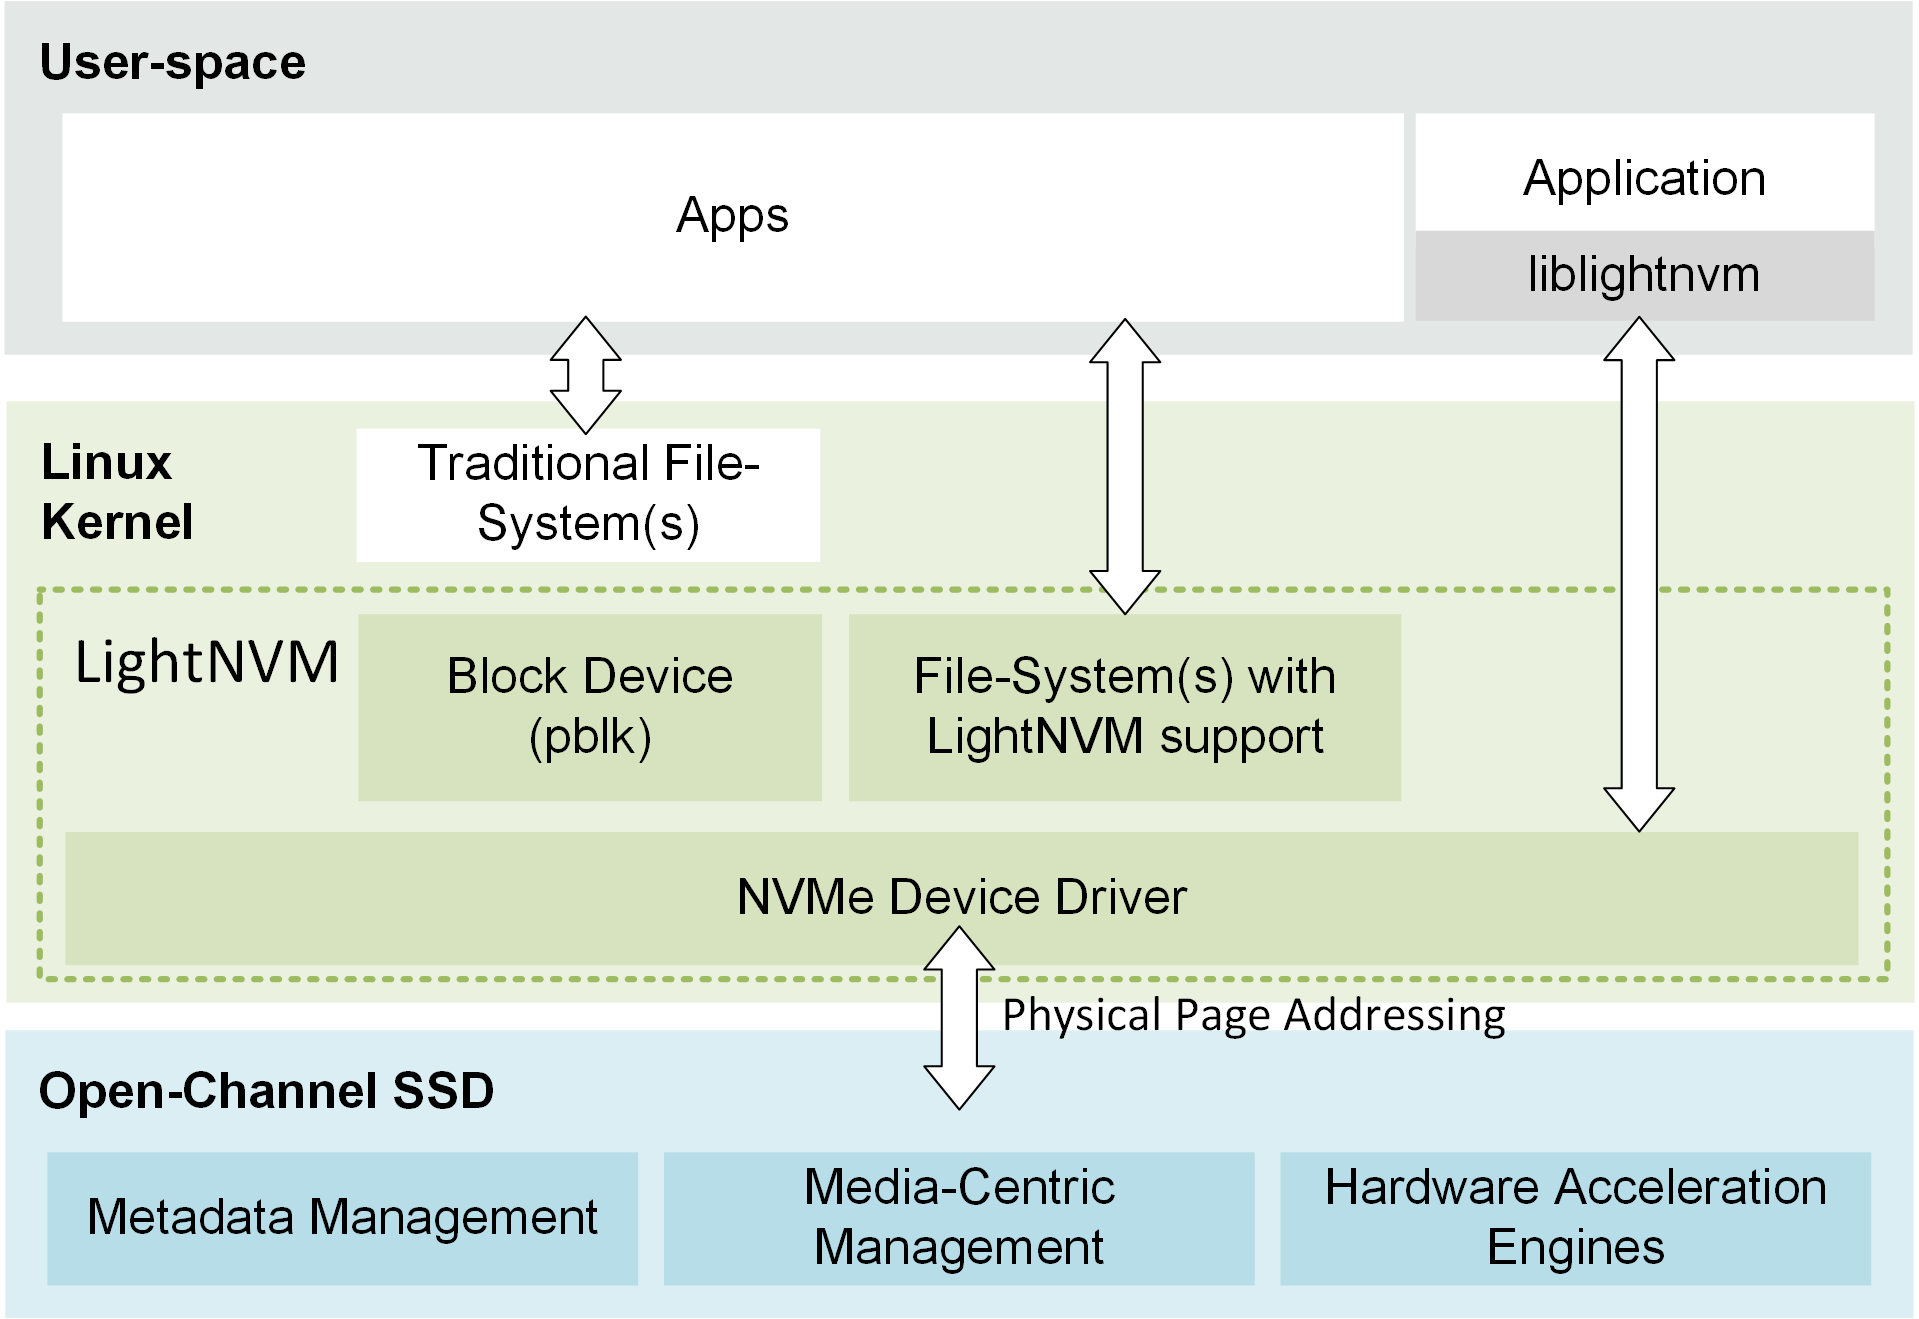 User-space
Apps
Application
liblightnvm
Linux
Kernel
Traditional File-
System(s)
LightNVM
Block Device
(pblk)
File-System(s) with
LightNVM support
NVMe Device Driver
Physical Page Addressing
Open-Channel SSD
Metadata Management
Media-Centric
Management
Hardware Acceleration
Engines